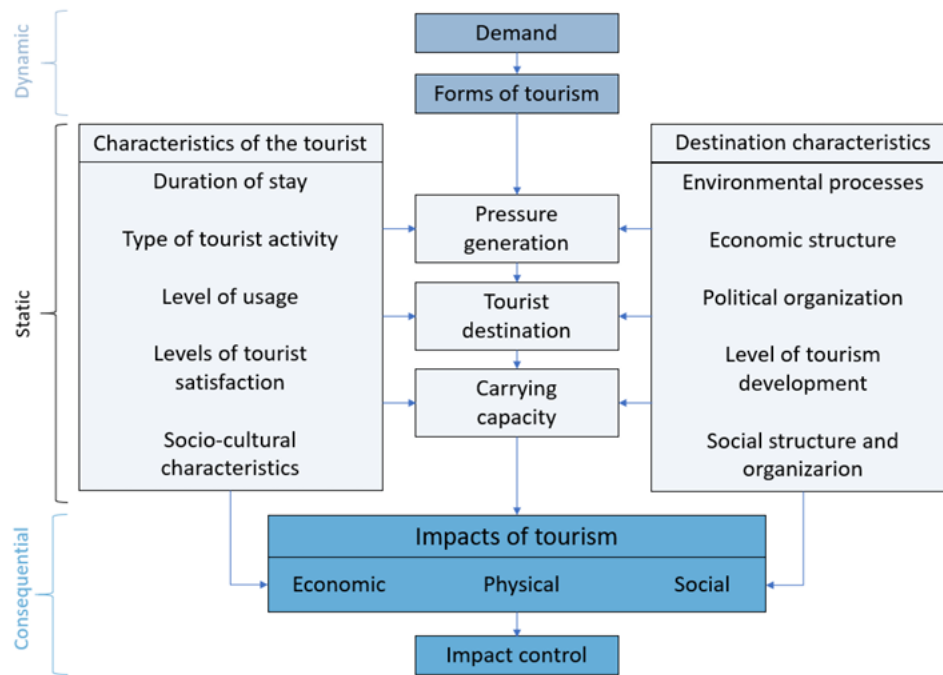 Dynamic
Demand
Forms of tourism
Static
Characteristics of the tourist
Duration of stay
Type of tourist activity
Level of usage
Levels of tourist
satisfaction
Socio-cultural
characteristics
Pressure
generation
Tourist
destination
Carrying
capacity
Destination characteristics
Environmental processes
Economic structure
Political organization
Level of tourism
development
Social structure and
organizarion
Consequential
Impacts of tourism
Economic Physical Social
Impact control